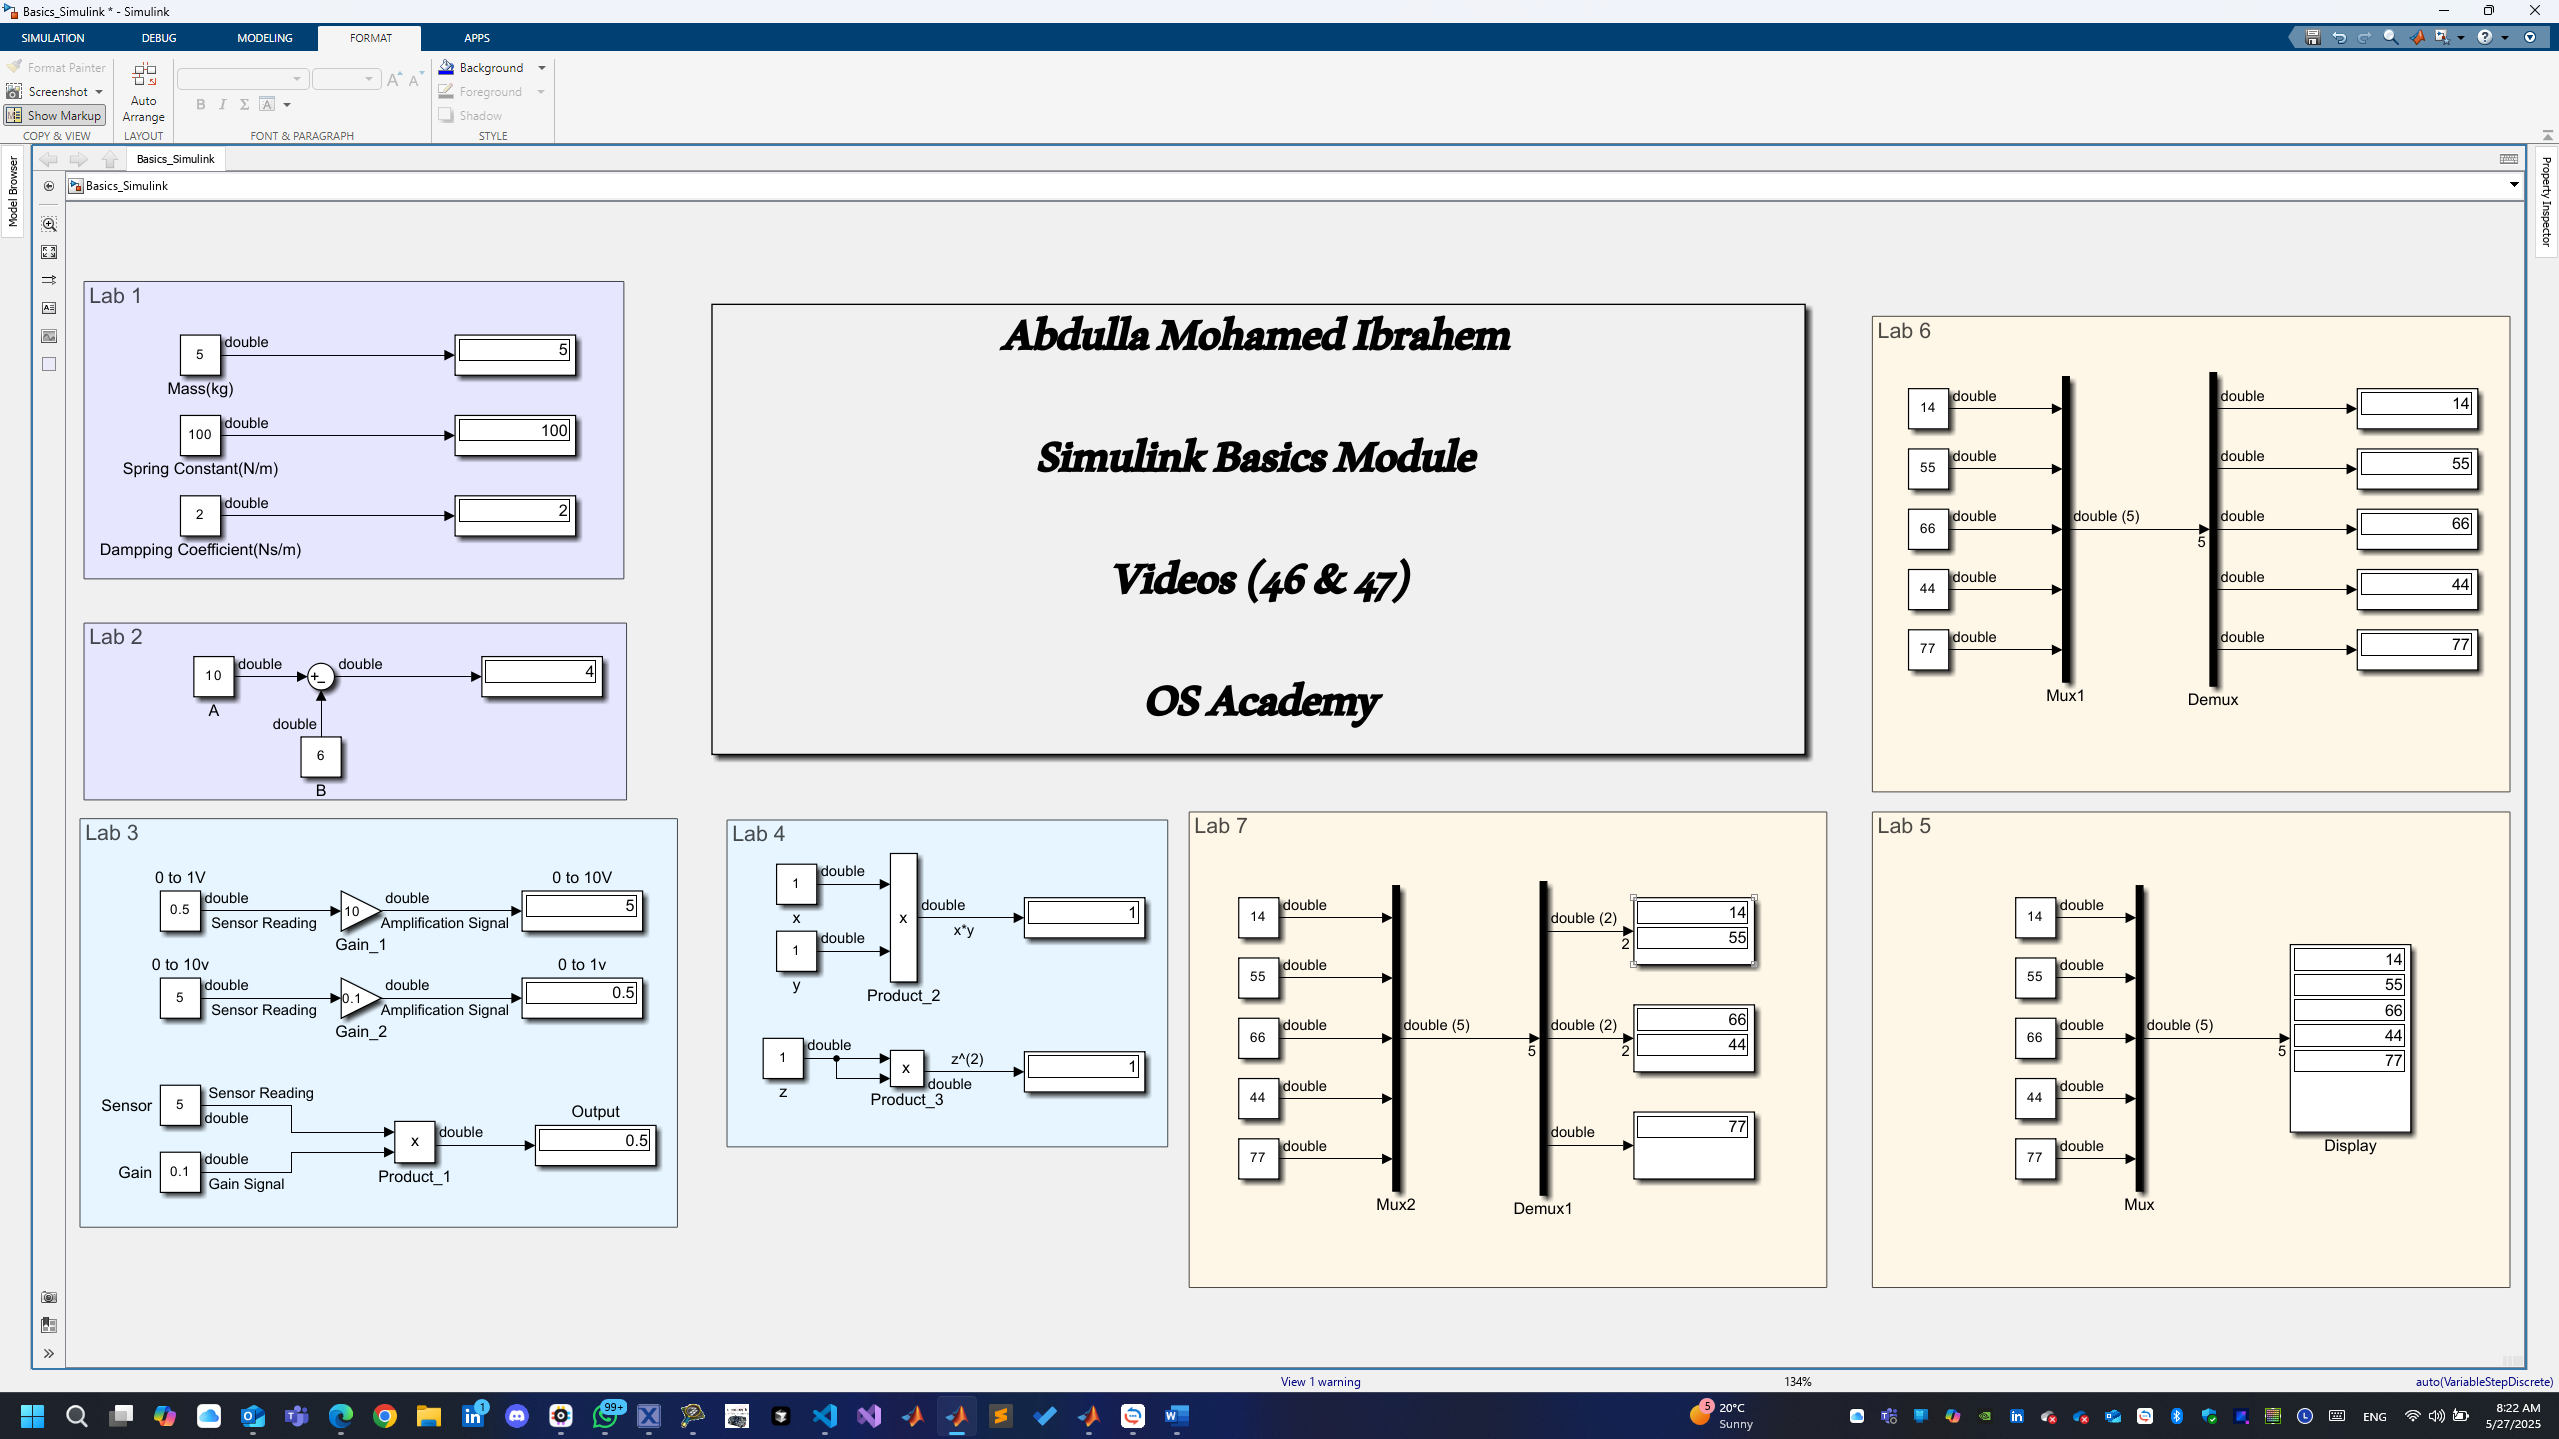 Basics_Simulink * - Simulink
SIMULATION DEBUG MODELING FORMAT APPS
Format Painter
Screenshot
Show Markup
COPY & VIEW
Auto
Arrange
LAYOUT
B I Σ A
A A
FONT & PARAGRAPH
Background
Foreground
Shadow
STYLE
Model Browser
Property Inspector
Basics_Simulink
Basics_Simulink
Lab 1
5 double 5
Mass(kg)
100 double 100
Spring Constant(N/m)
2 double 2
Dampping Coefficient(Ns/m)
Lab 2
10 double double 4
A
double
6
B
Lab 3
0 to 1V 0 to 10V
0.5 double 10 double 5
Sensor Reading Amplification Signal
Gain_1
0 to 10v 0 to 1v
5 double 0.1 double 0.5
Sensor Reading Amplification Signal
Gain_2
Sensor 5 Sensor Reading
double
Output
x double 0.5
Gain 0.1 double
Gain Signal
Product_1
Abdulla Mohamed Ibrahem
Simulink Basics Module
Videos (46 & 47)
OS Academy
Lab 4
1 double
x
x double 1
x*y
1 double
y
Product_2
1 double x z^(2) 1
double
z
Product_3
Lab 7
14 double
55 double
66 double
44 double
77 double
double (5)
5
Mux2
double (2)
2
14
55
double (2)
2
66
44
double
77
Demux1
Lab 6
14 double double 14
55 double double 55
66 double double (5) 5 double 66
44 double double 44
77 double double 77
Mux1 Demux
Lab 5
14 double
55 double
66 double
44 double
77 double
double (5)
5
14
55
66
44
77
Display
Mux
View 1 warning
134%
auto(VariableStepDiscrete)
1
99+
5
20°C
Sunny
ENG
8:22 AM
5/27/2025